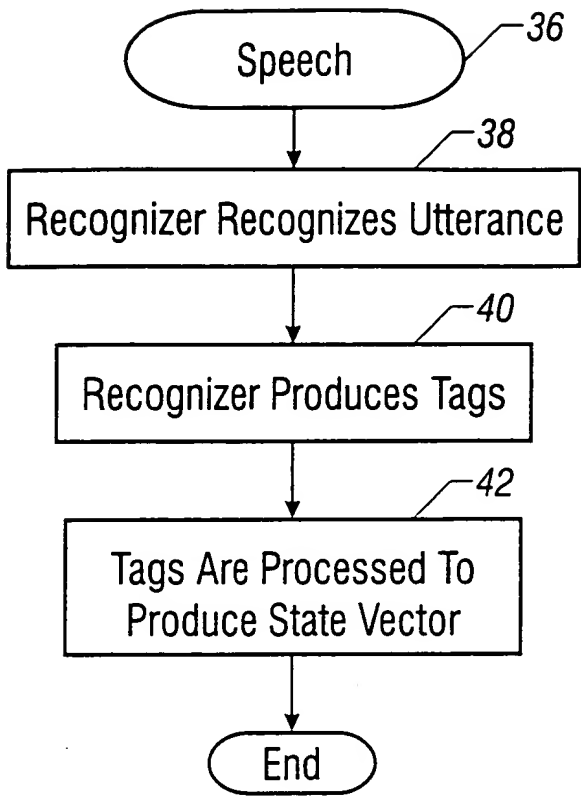 36
Speech
38
Recognizer Recognizes Utterance
40
Recognizer Produces Tags
42
Tags Are Processed To
Produce State Vector
End